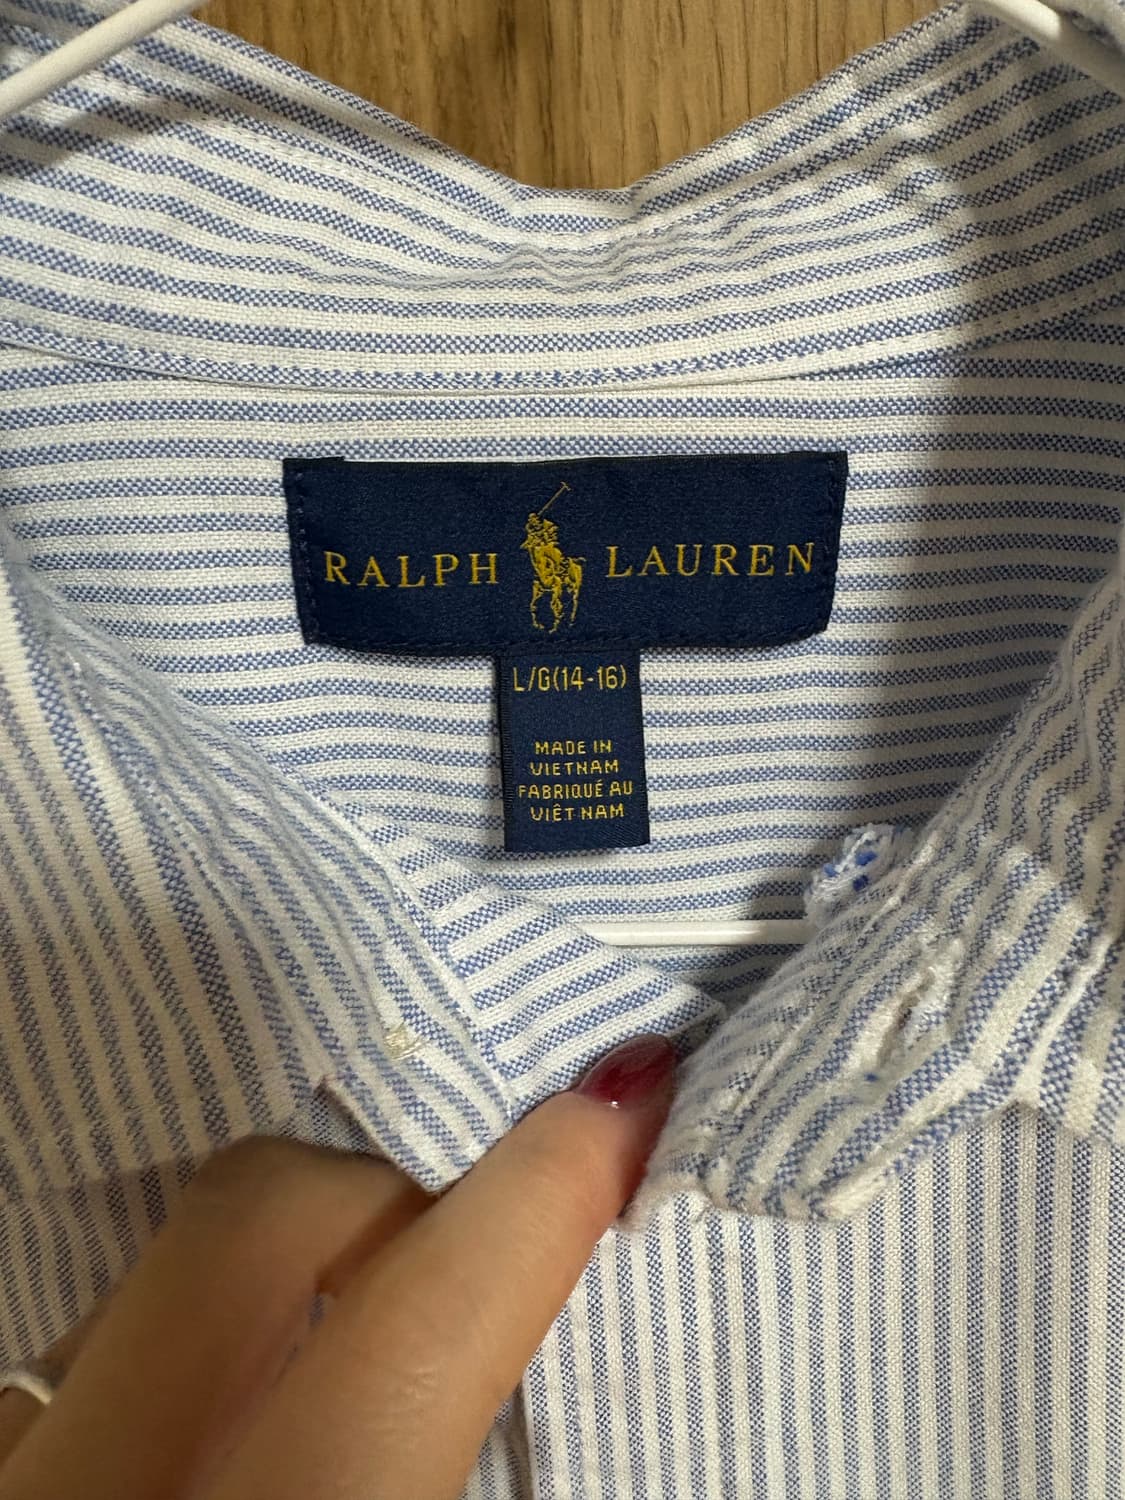 RALPH LAUREN
L/G(14-16)
MADE IN
VIETNAM
FABRIQUÉ AU
VIÊT NAM